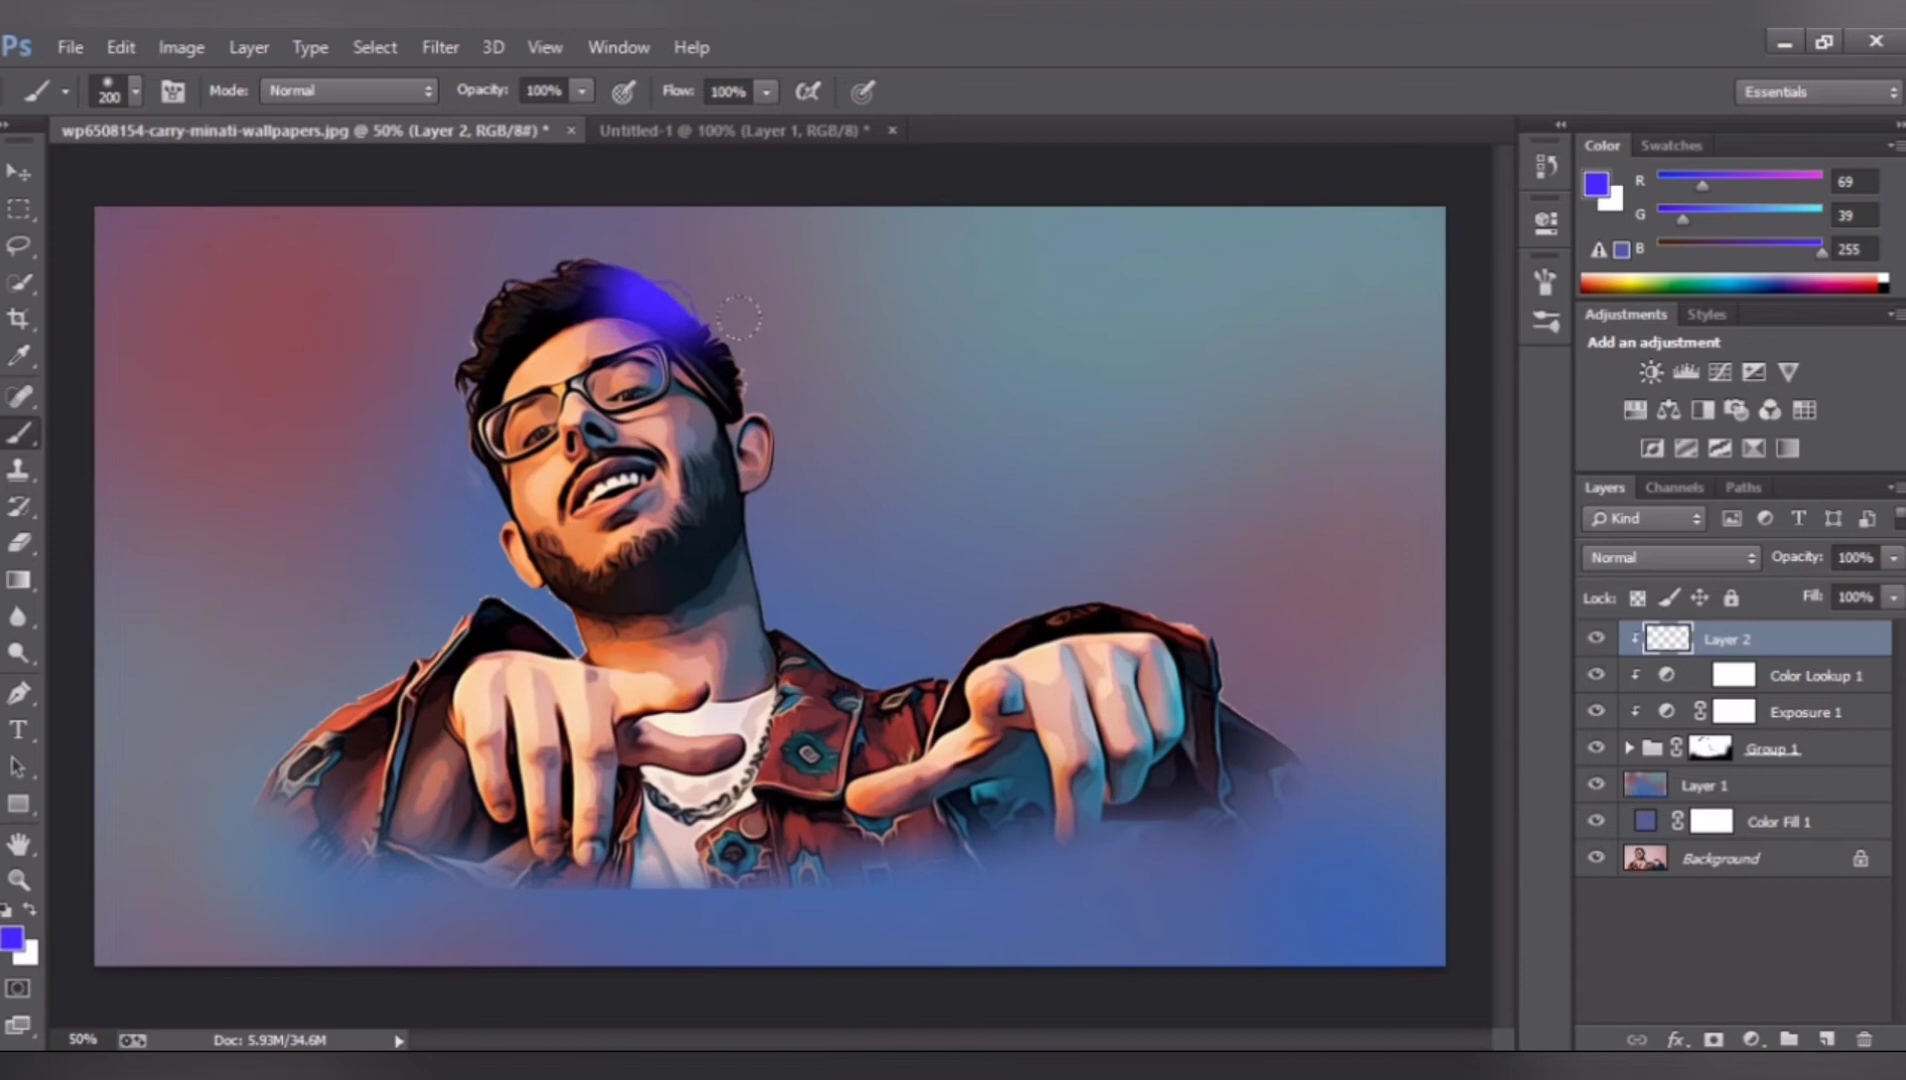 Ps File Edit Image Layer Type Select Filter 3D View Window Help
200 Mode: Normal Opacity: 100% Flow: 100% Essentials
wp6508154-carry-minati-wallpapers.jpg @ 50% (Layer 2, RGB/8#) * × Untitled-1 @ 100% (Layer 1, RGB/8) * ×
Color Swatches
R 69
G 39
B 255
Adjustments Styles
Add an adjustment
Layers Channels Paths
Kind
Normal Opacity: 100%
Lock: Fill: 100%
Layer 2
Color Lookup 1
Exposure 1
Group 1
Layer 1
Color Fill 1
Background
50% Doc: 5.93M/34.6M